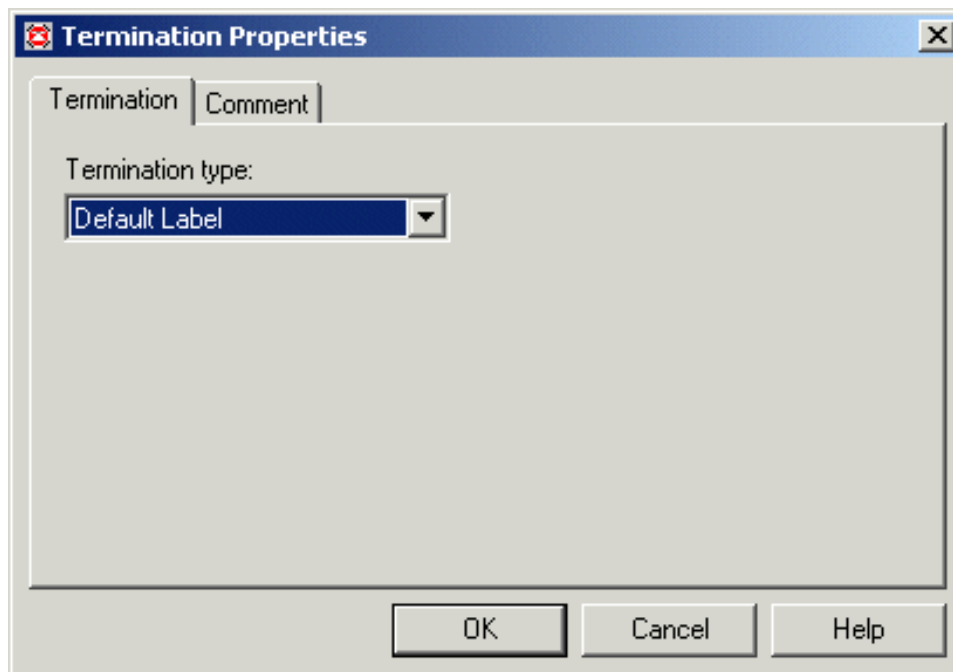 Termination Properties
Termination Comment
Termination type:
Default Label
OK Cancel Help